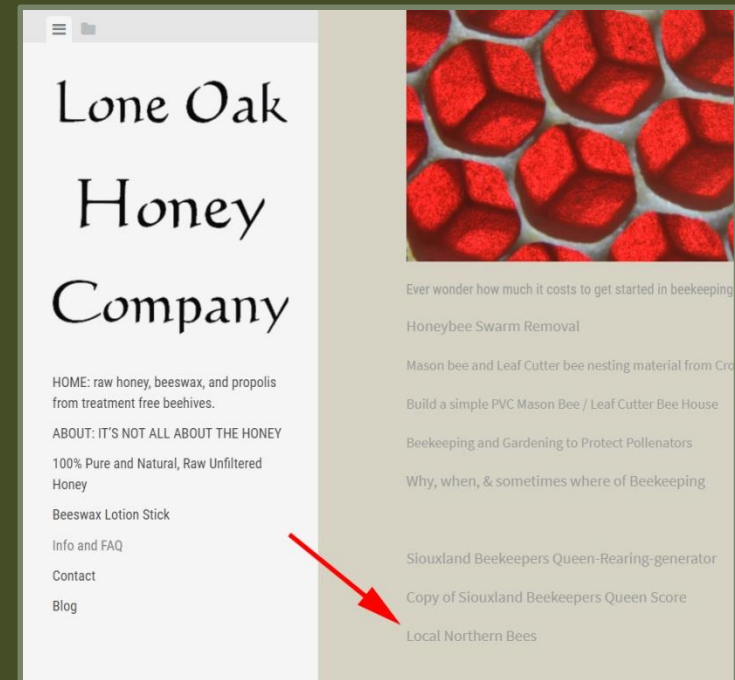 Lone Oak
Honey
Company
HOME: raw honey, beeswax, and propolis
from treatment free beehives.
ABOUT: IT'S NOT ALL ABOUT THE HONEY
100% Pure and Natural, Raw Unfiltered
Honey
Beeswax Lotion Stick
Info and FAQ
Contact
Blog
Ever wonder how much it costs to get started in beekeeping
Honeybee Swarm Removal
Mason bee and Leaf Cutter bee nesting material from
Build a simple PVC Mason Bee / Leaf Cutter Bee House
Beekeeping and Gardening to Protect Pollenators
Why, when, & sometimes where of Beekeeping
Siouxland Beekeepers Queen-Rearing-generator
Copy of Siouxland Beekeepers Queen Score
Local Northern Bees